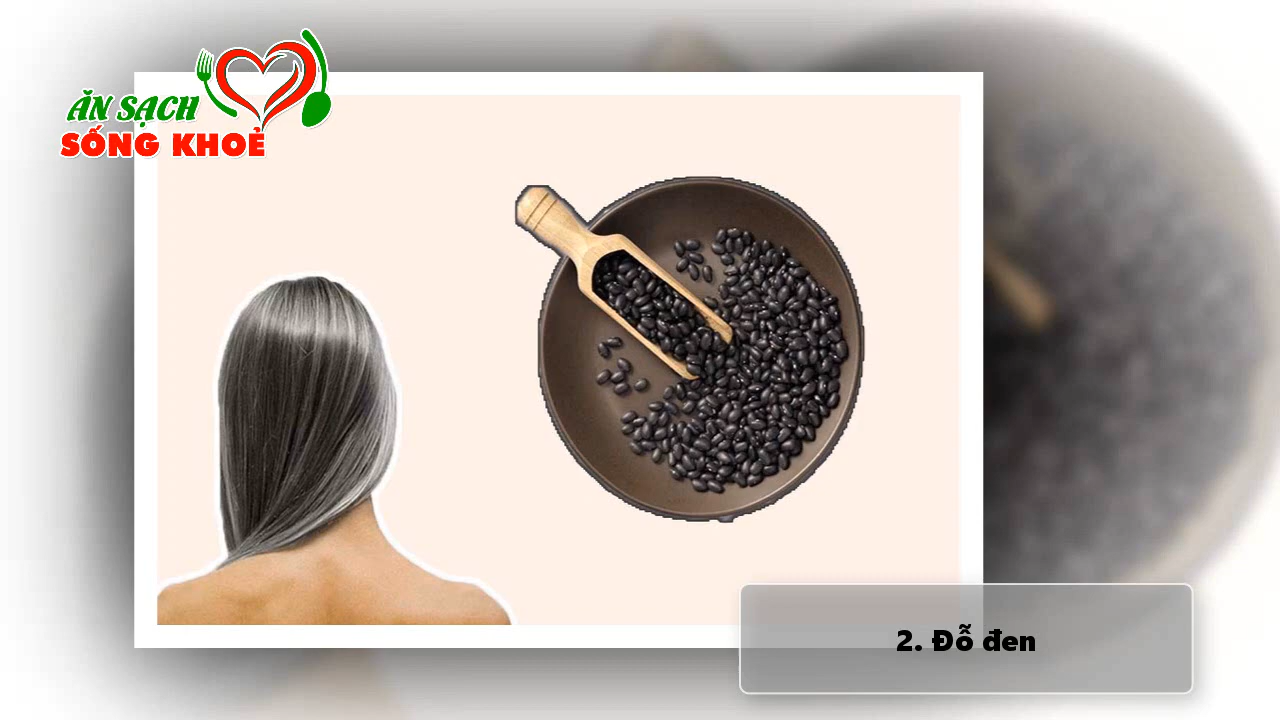 ĂN SẠCH
SỐNG KHOẺ
2. Đỗ đen